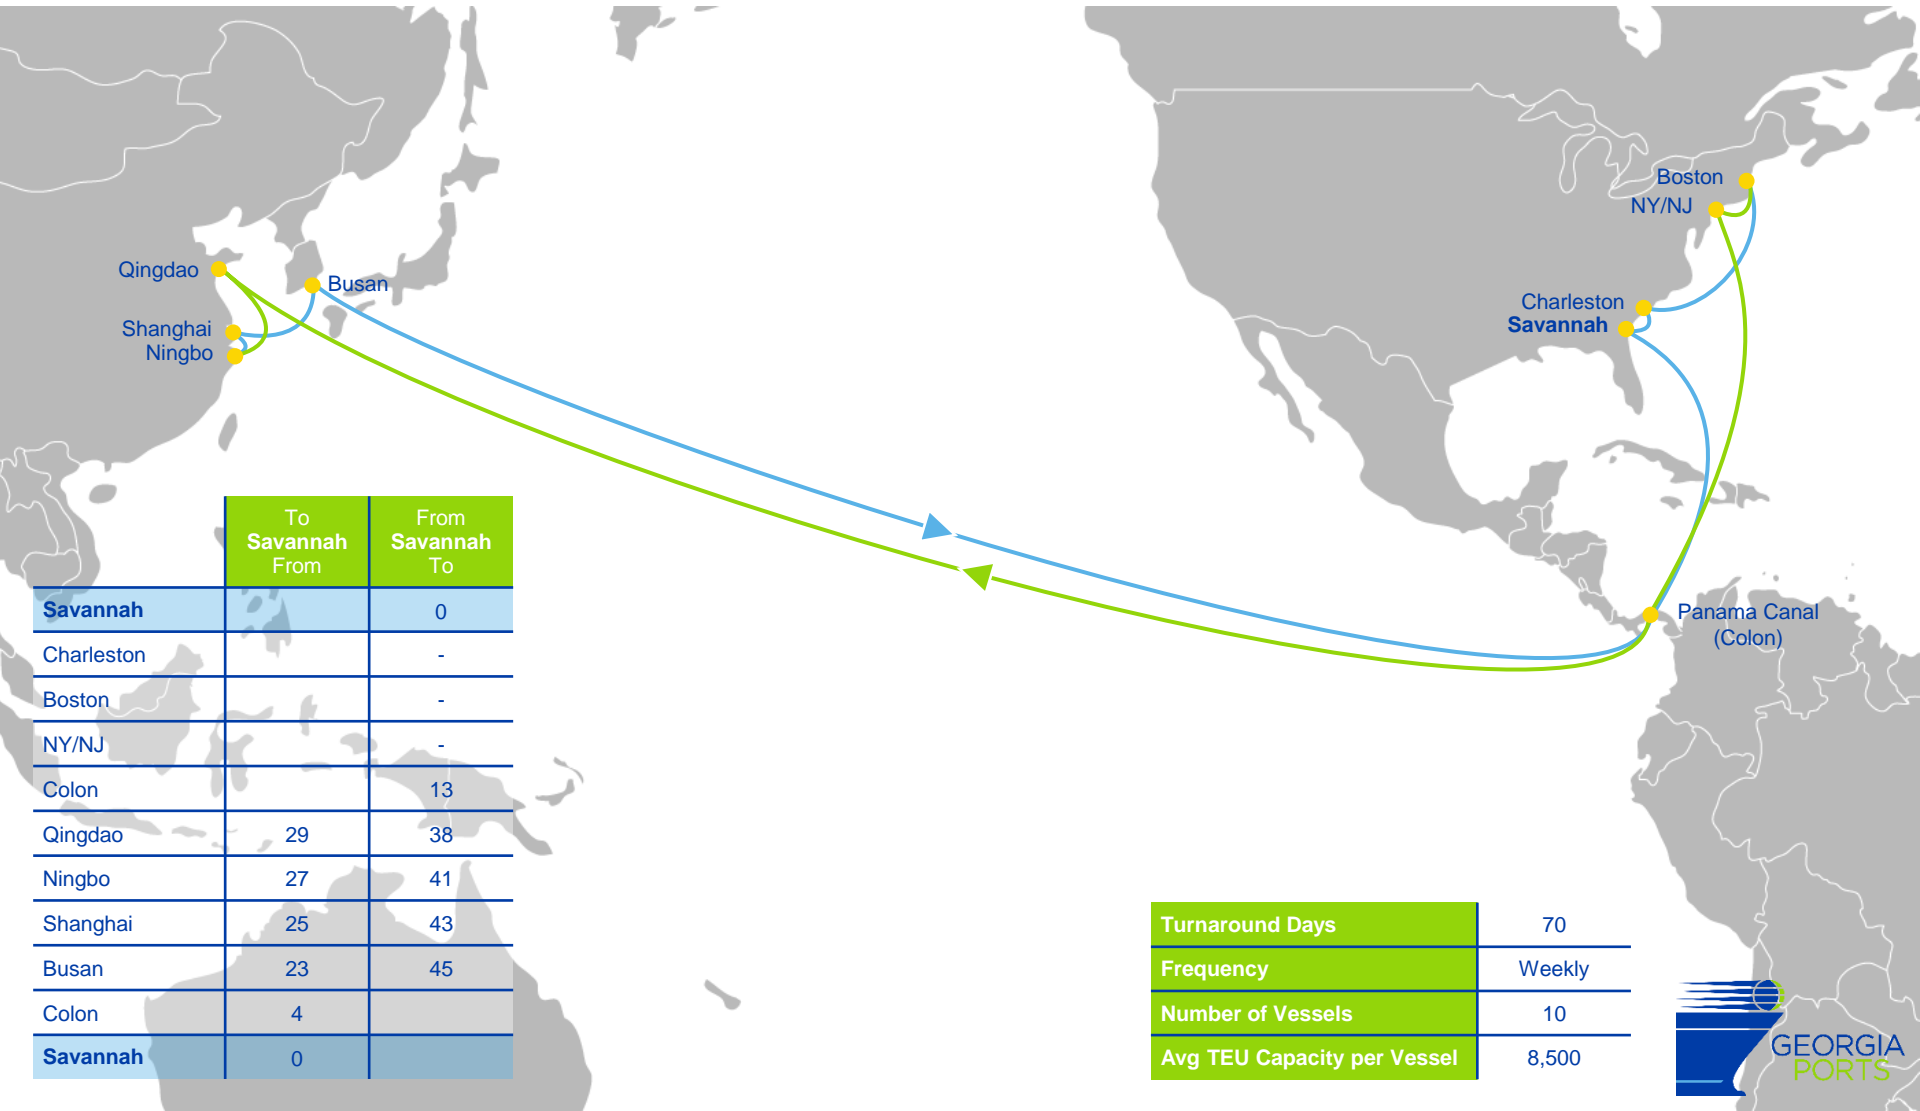 Boston
NY/NJ
Qingdao
Busan
Charleston
Shanghai
Savannah
Ningbo
Panama Canal
(Colon)
To
Savannah
From
From
Savannah
To
Savannah 0
Charleston -
Boston -
NY/NJ -
Colon 13
Qingdao 29 38
Ningbo 27 41
Shanghai 25 43
Busan 23 45
Colon 4
Savannah 0
Turnaround Days 70
Frequency Weekly
Number of Vessels 10
Avg TEU Capacity per Vessel 8,500
GEORGIA
PORTS